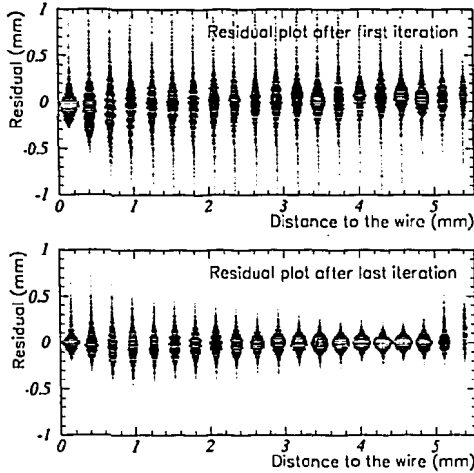 Residual (mm)
Residual plot after first iteration
1
0.5
0
-0.5
-1
0 1 2 3 4 5
Distance to the wire (mm)
Residual (mm)
Residual plot after last iteration
1
0.5
0
-0.5
-1
0 1 2 3 4 5
Distance to the wire (mm)